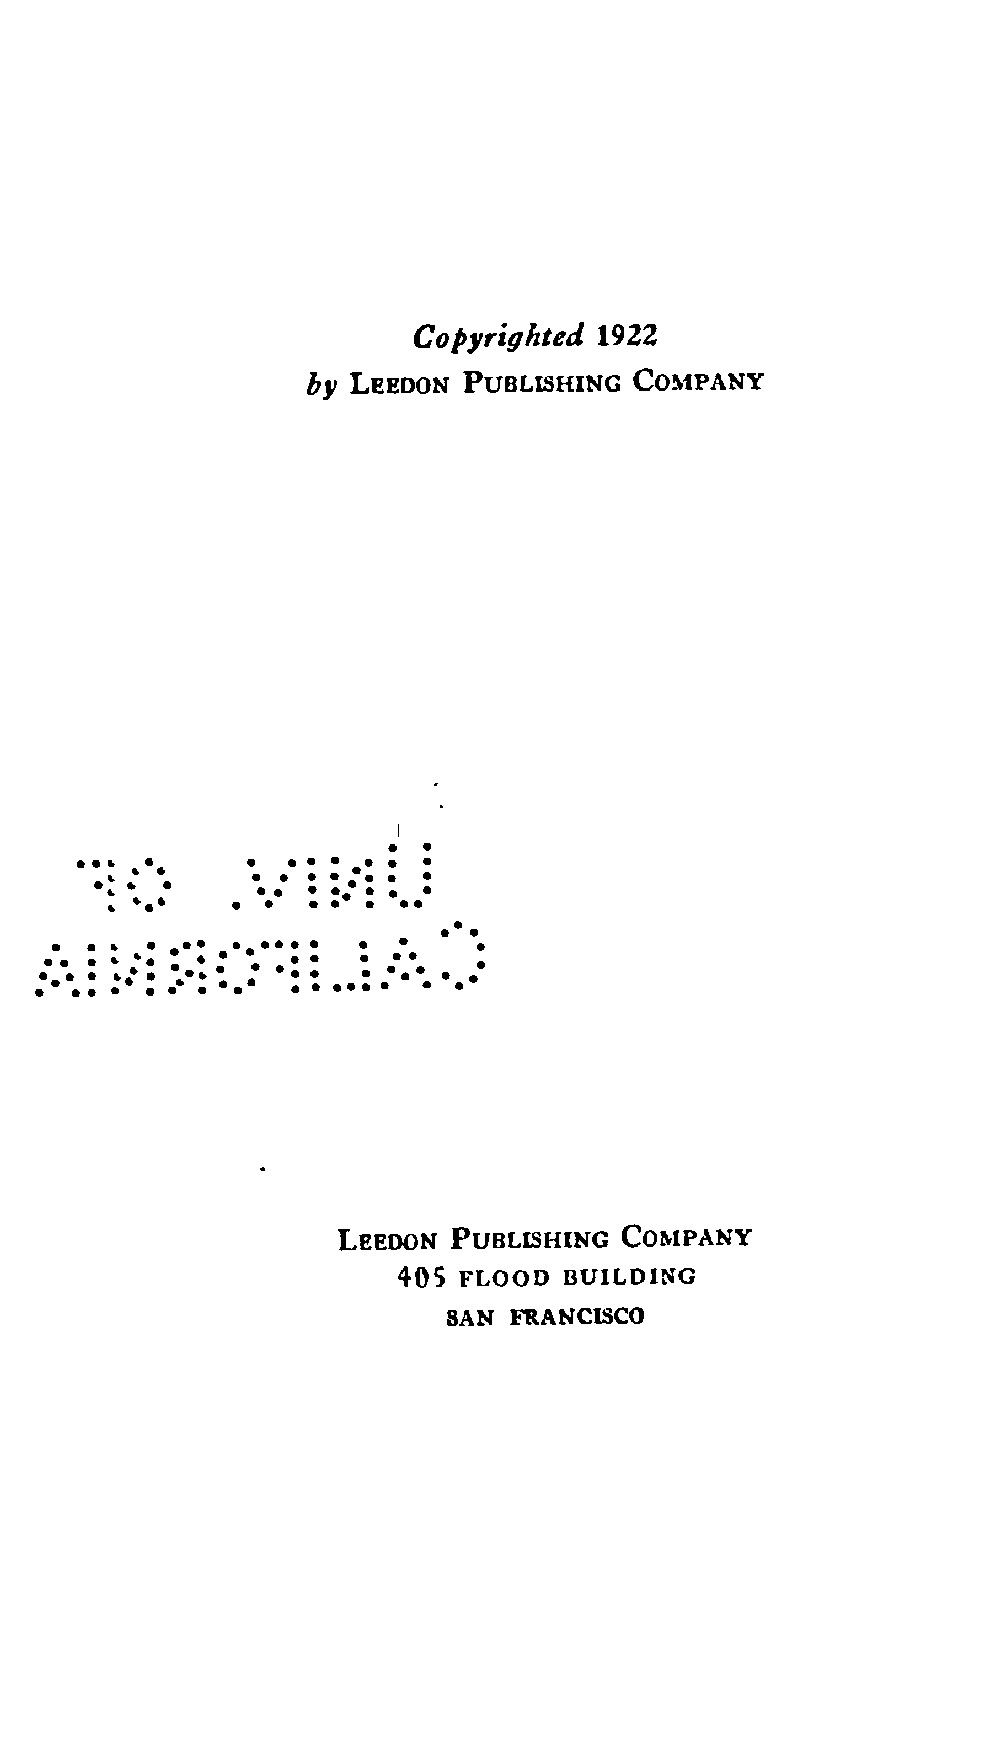 Copyrighted 1922
by LEEDON PUBLISHING COMPANY
UNIV. OF
CALIFORNIA
LEEDON PUBLISHING COMPANY
405 FLOOD BUILDING
SAN FRANCISCO